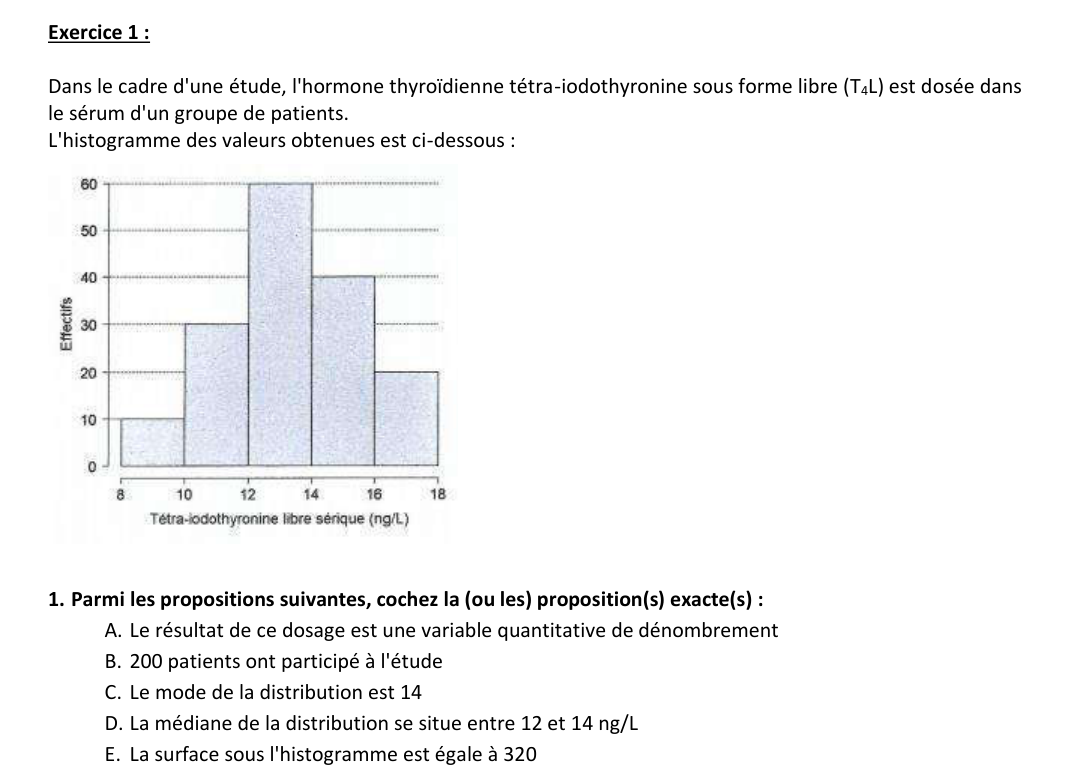 Exercice 1 :
Dans le cadre d'une étude, l'hormone thyroïdienne tétra-iodothyronine sous forme libre (T₄L) est dosée dans
le sérum d'un groupe de patients.
L'histogramme des valeurs obtenues est ci-dessous :
60
50
40
30
20
10
0
Effectifs
8 10 12 14 16 18
Tétra-iodothyronine libre sérique (ng/L)
1. Parmi les propositions suivantes, cochez la (ou les) proposition(s) exacte(s) :
A. Le résultat de ce dosage est une variable quantitative de dénombrement
B. 200 patients ont participé à l'étude
C. Le mode de la distribution est 14
D. La médiane de la distribution se situe entre 12 et 14 ng/L
E. La surface sous l'histogramme est égale à 320